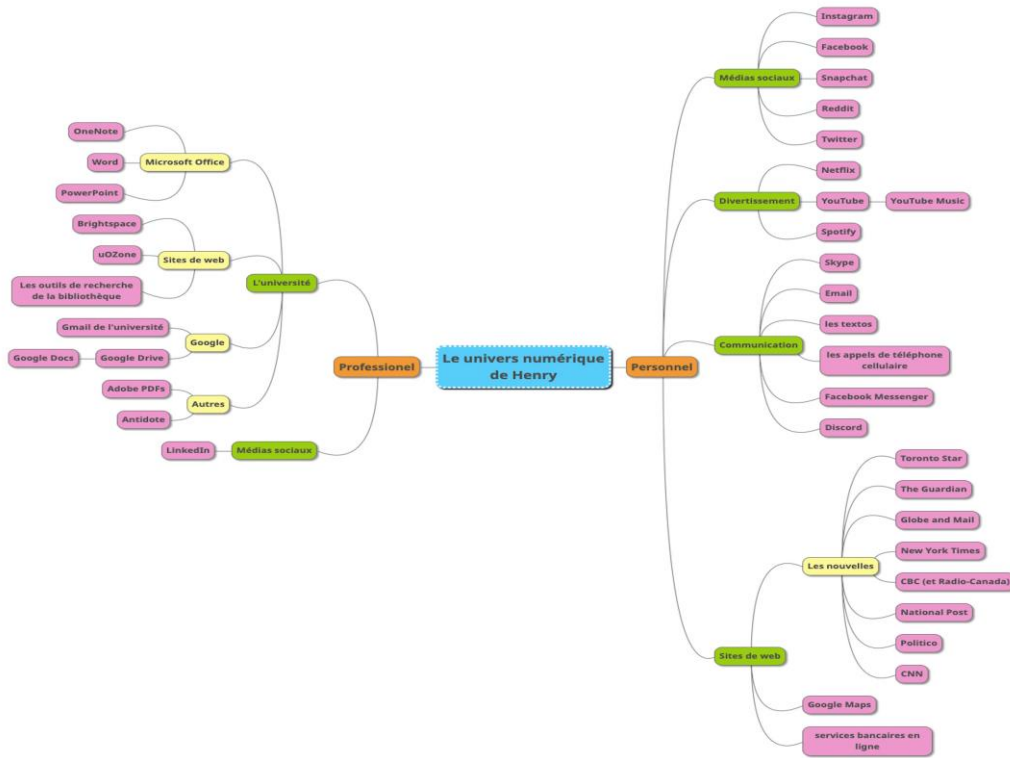 Le univers numérique
de Henry
Professionel
L'université
Microsoft Office
OneNote
Word
PowerPoint
Sites de web
Brightspace
uOZone
Les outils de recherche
de la bibliothèque
Google
Gmail de l'université
Google Drive
Google Docs
Autres
Adobe PDFs
Antidote
Médias sociaux
LinkedIn
Personnel
Médias sociaux
Instagram
Facebook
Snapchat
Reddit
Twitter
Divertissement
Netflix
YouTube
YouTube Music
Spotify
Communication
Skype
Email
les textos
les appels de téléphone
cellulaire
Facebook Messenger
Discord
Sites de web
Les nouvelles
Toronto Star
The Guardian
Globe and Mail
New York Times
CBC (et Radio-Canada)
National Post
Politico
CNN
Google Maps
services bancaires en
ligne